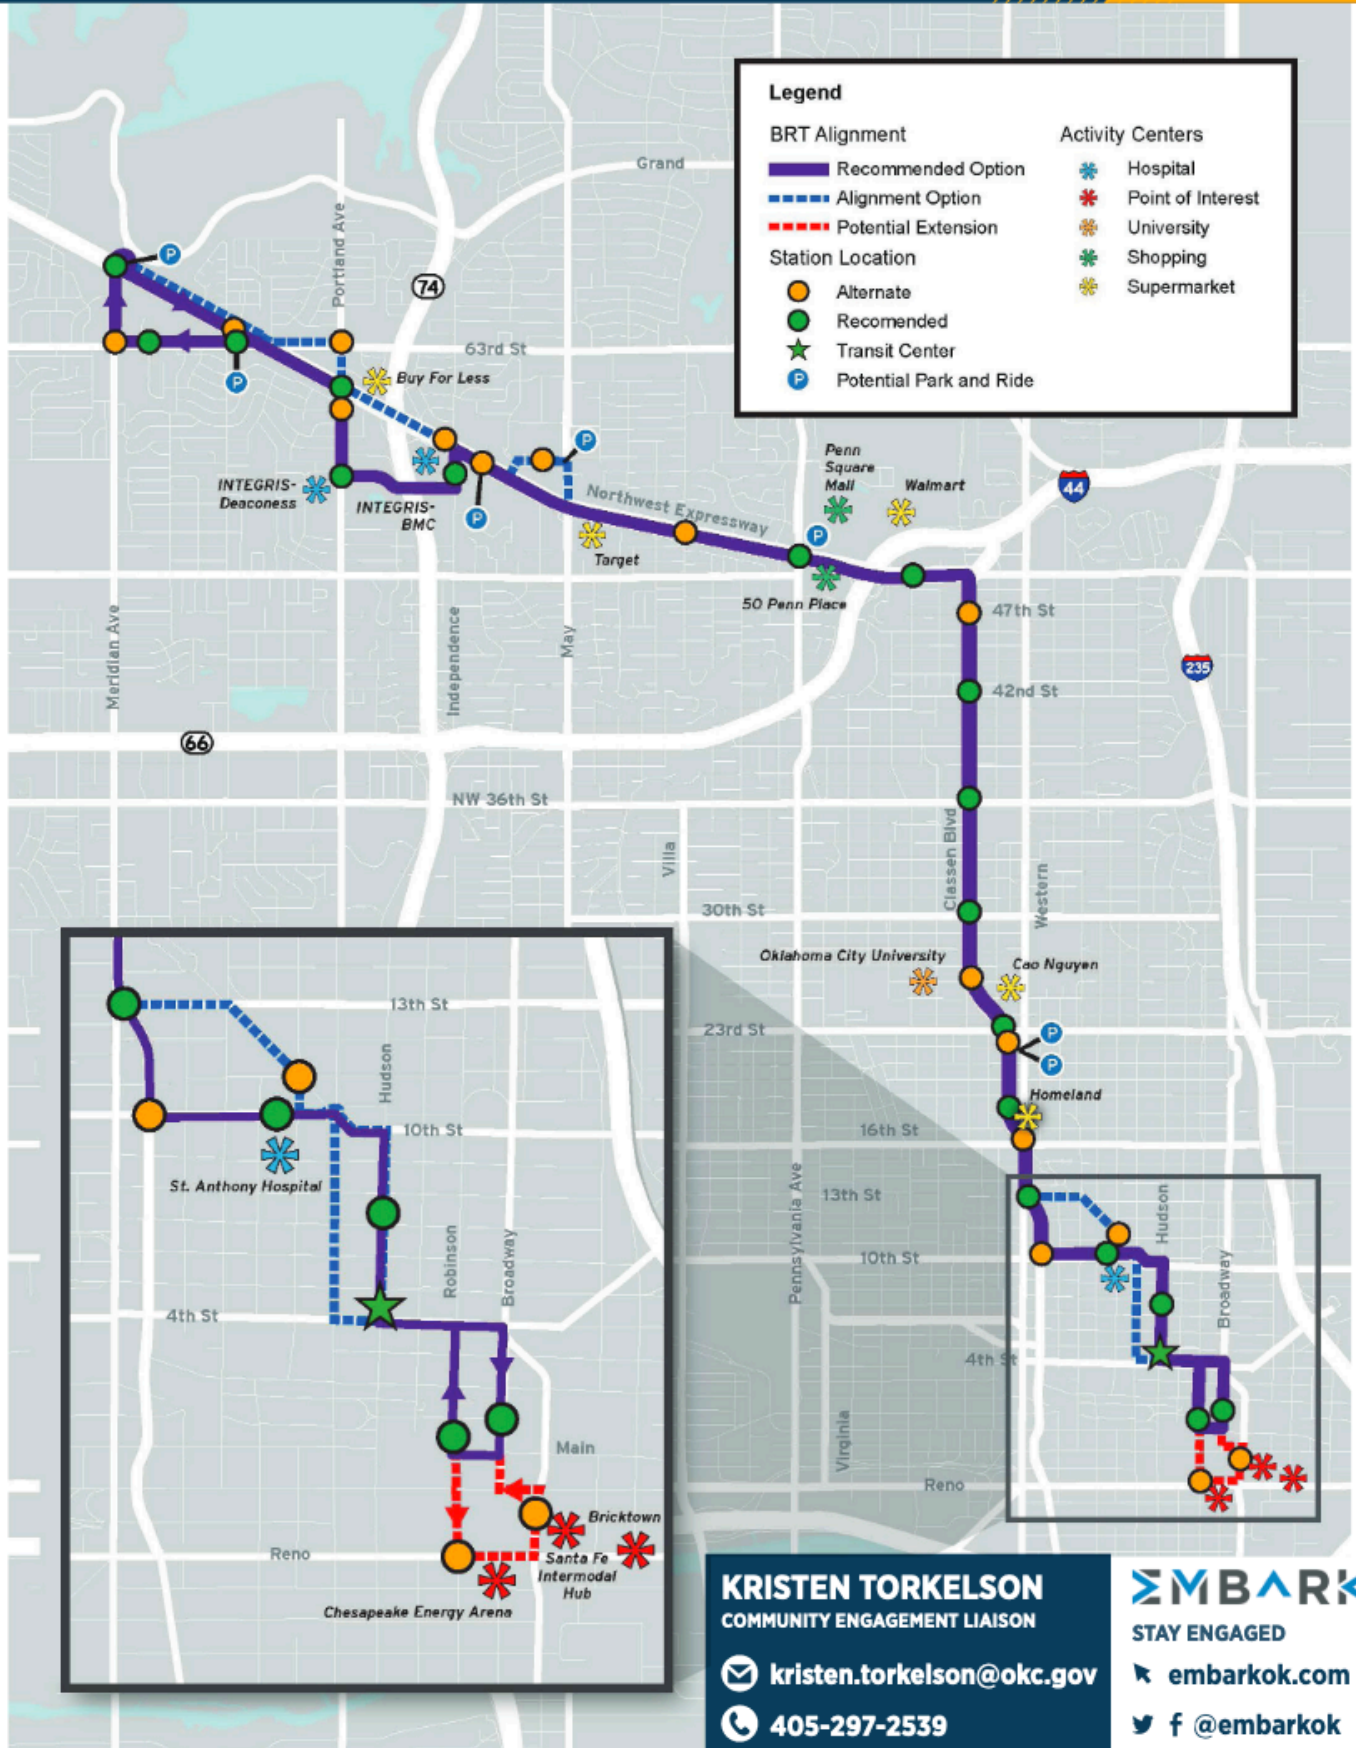 Legend
BRT Alignment
Recommended Option
Alignment Option
Potential Extension
Station Location
Alternate
Recomended
Transit Center
P Potential Park and Ride
Activity Centers
Hospital
Point of Interest
University
Shopping
Supermarket
Grand
Portland Ave
74
P
63rd St
P
Buy For Less
P
INTEGRIS-
Deaconess
INTEGRIS-
BMC
P
Northwest Expressway
Target
Penn
Square
Mall
Walmart
44
P
50 Penn Place
47th St
Meridian Ave
Independence
May
235
42nd St
66
NW 36th St
Villa
Classen Blvd
Western
30th St
Oklahoma City University
Cao Nguyen
23rd St
P
P
Homeland
16th St
Pennsylvania Ave
13th St
Hudson
10th St
Broadway
4th St
Virginia
Reno
13th St
Hudson
10th St
St. Anthony Hospital
Robinson
Broadway
4th St
Main
Bricktown
Reno
Santa Fe
Intermodal
Hub
Chesapeake Energy Arena
KRISTEN TORKELSON
COMMUNITY ENGAGEMENT LIAISON
kristen.torkelson@okc.gov
405-297-2539
EMBARK
STAY ENGAGED
embarkok.com
@embarkok